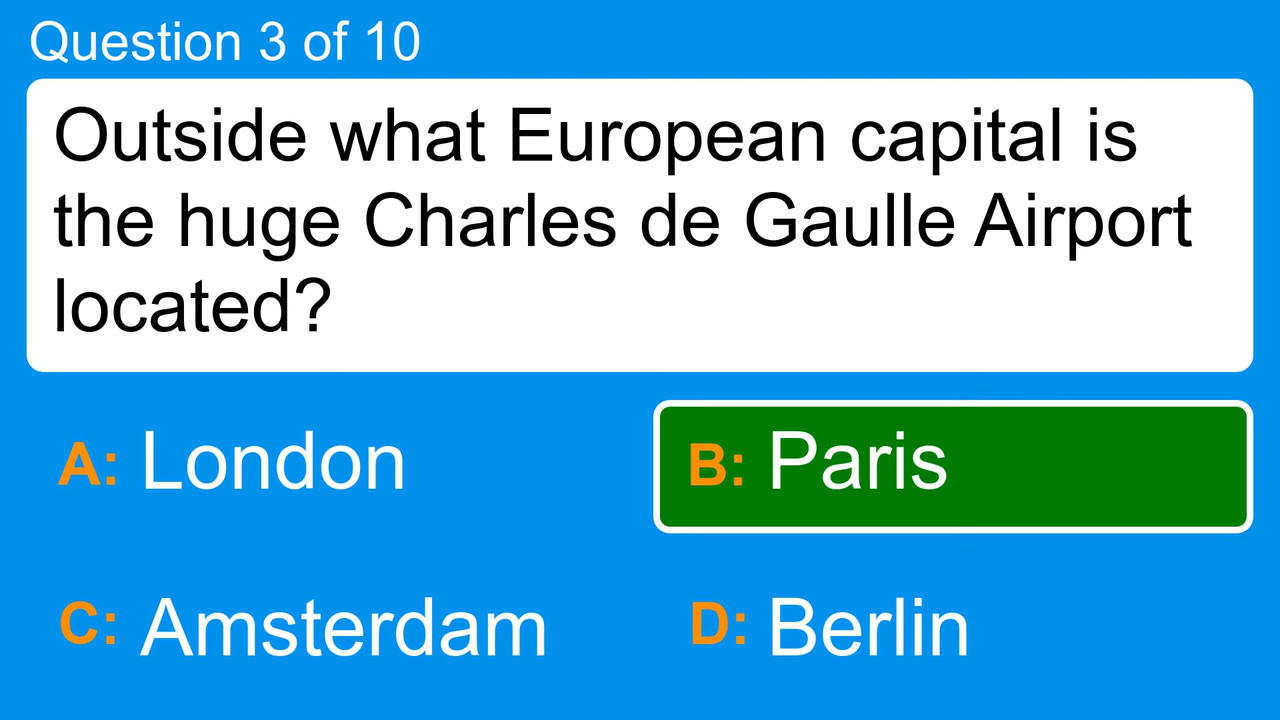 Question 3 of 10
Outside what European capital is
the huge Charles de Gaulle Airport
located?
A: London
B: Paris
C: Amsterdam
D: Berlin